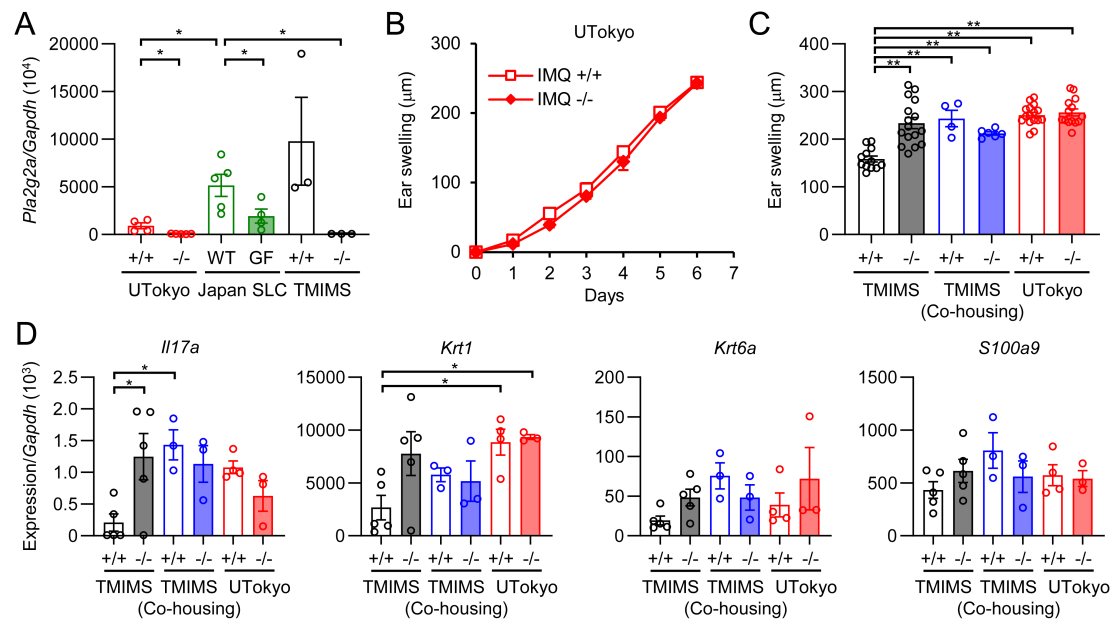 A
Pla2g2a/Gapdh (10⁴)
20000
15000
10000
5000
0
* * * *
+/+ -/- WT GF +/+ -/-
UTokyo Japan SLC TMIMS
B
UTokyo
Ear swelling (μm)
300
200
100
0
IMQ +/+
IMQ -/-
0 1 2 3 4 5 6 7
Days
C
Ear swelling (μm)
400
300
200
100
0
**
**
**
**
**
+/+ -/- +/+ -/- +/+ -/-
TMIMS TMIMS UTokyo
(Co-housing)
D
Il17a
Expression/Gapdh (10³)
2.5
2.0
1.5
1.0
0.5
0
*
*
+/+ -/- +/+ -/- +/+ -/-
TMIMS TMIMS UTokyo
(Co-housing)
Krt1
15000
10000
5000
0
*
*
+/+ -/- +/+ -/- +/+ -/-
TMIMS TMIMS UTokyo
(Co-housing)
Krt6a
200
150
100
50
0
+/+ -/- +/+ -/- +/+ -/-
TMIMS TMIMS UTokyo
(Co-housing)
S100a9
1500
1000
500
0
+/+ -/- +/+ -/- +/+ -/-
TMIMS TMIMS UTokyo
(Co-housing)